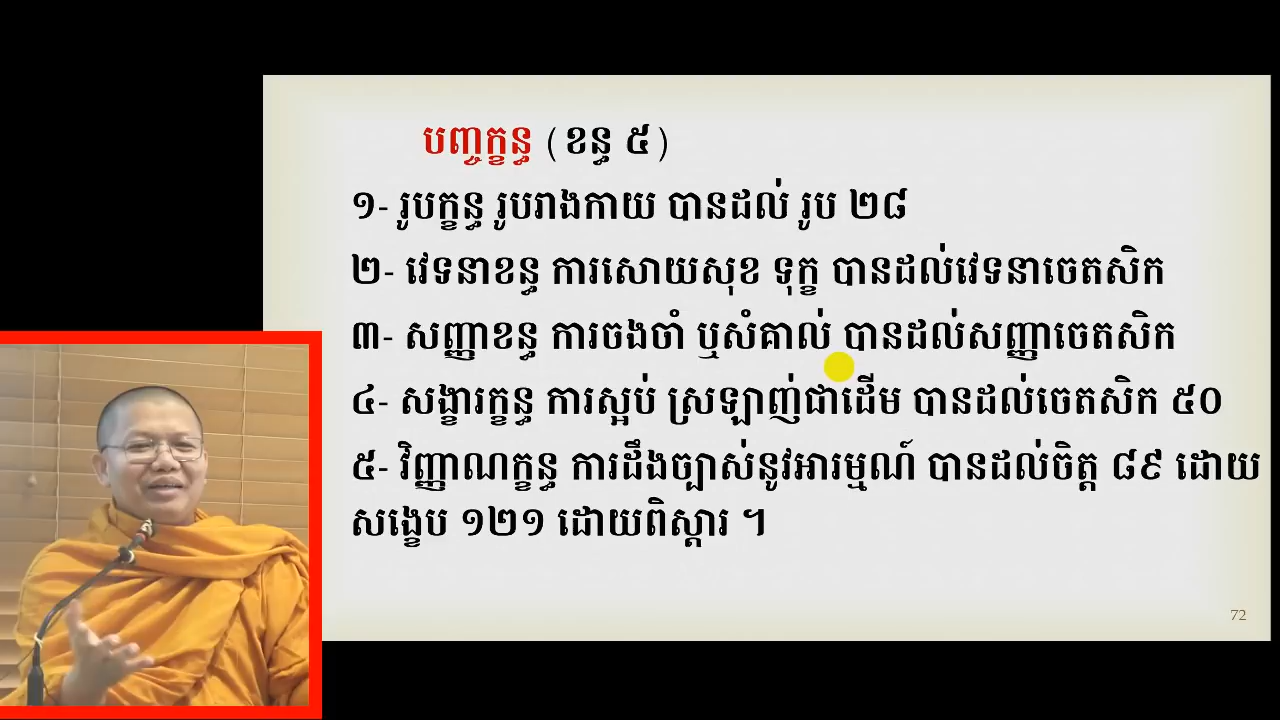 បញ្ចក្ខន្ធ (ខន្ធ ៥)
១- រូបក្ខន្ធ រូបរាងកាយ បានដល់ រូប ២៨
២- វេទនាខន្ធ ការសោយសុខ ទុក្ខ បានដល់វេទនាចេតសិក
៣- សញ្ញាខន្ធ ការចងចាំ ឬសំគាល់ បានដល់សញ្ញាចេតសិក
៤- សង្ខារក្ខន្ធ ការស្អប់ ស្រឡាញ់ជាដើម បានដល់ចេតសិក ៥០
៥- វិញ្ញាណក្ខន្ធ ការដឹងច្បាស់នូវអារម្មណ៍ បានដល់ចិត្ត ៨៩ ដោយ
សង្ខេប ១២១ ដោយពិស្តារ ។
72